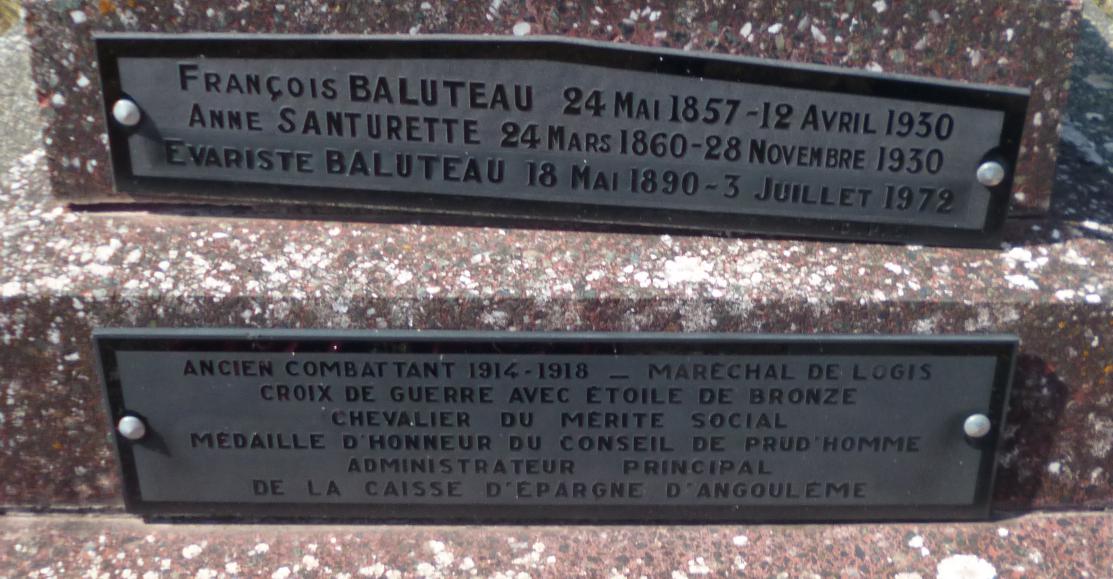 FRANÇOIS BALUTEAU 24 MAI 1857-12 AVRIL 1930
ANNE SANTURETTE 24 MARS 1860-28 NOVEMBRE 1930
EVARISTE BALUTEAU 18 MAI 1890-3 JUILLET 1972
ANCIEN COMBATTANT 1914-1918 _ MARÉCHAL DE LOGIS
CROIX DE GUERRE AVEC ÉTOILE DE BRONZE
CHEVALIER DU MÉRITE SOCIAL
MÉDAILLE D'HONNEUR DU CONSEIL DE PRUD'HOMME
ADMINISTRATEUR PRINCIPAL
DE LA CAISSE D'ÉPARGNE D'ANGOULÊME